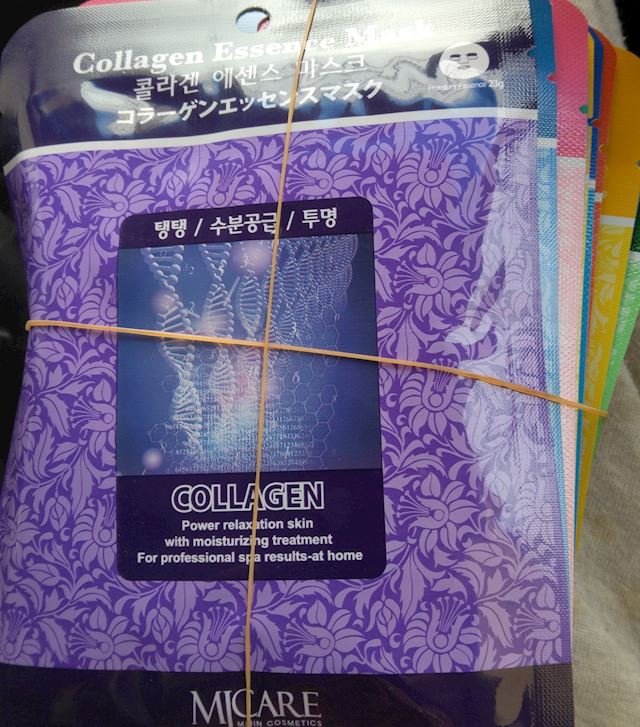 Collagen Essence Mask
콜라겐 에센스 마스크
コラーゲンエッセンスマスク
Premium Essence 23g
탱탱 / 수분공급 / 투명
COLLAGEN
Power relaxation skin
with moisturizing treatment
For professional spa results-at home
MJCARE
MIJIN COSMETICS